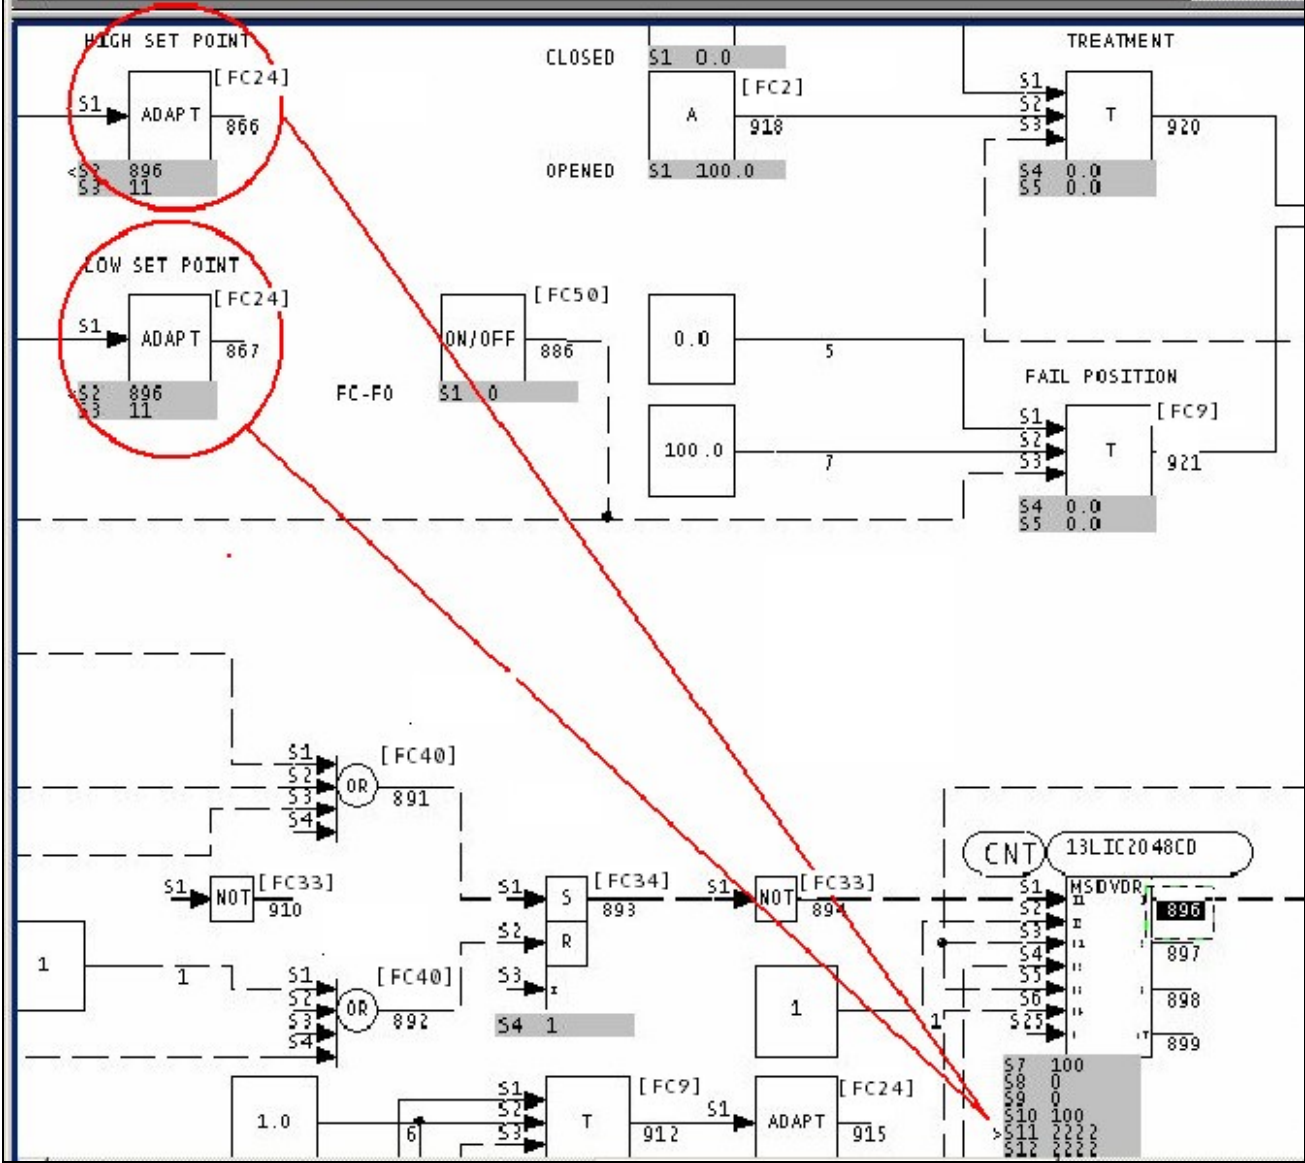 HIGH SET POINT
[FC24]
S1
ADAPT
866
<S2 896
S3 11
CLOSED
S1 0.0
[FC2]
A
918
OPENED
S1 100.0
TREATMENT
S1
S2
S3
T
920
S4 0.0
S5 0.0
LOW SET POINT
[FC24]
S1
ADAPT
867
<S2 896
S3 11
FC-FO
[FC50]
ON/OFF
886
S1 0
0.0
5
100.0
7
FAIL POSITION
[FC9]
S1
S2
S3
T
921
S4 0.0
S5 0.0
[FC40]
S1
S2
S3
S4
OR
891
S1
NOT
[FC33]
910
S1
S
[FC34]
893
S2
R
S3
S4 1
S1
NOT
[FC33]
894
CNT
13LIC2048CD
S1
S2
S3
S4
S5
S6
S25
MSDVDR
896
897
898
899
1
1
[FC40]
S1
S2
S3
S4
OR
892
1
1
S7 100
S8 0
S9 0
S10 100
>S11 2222
S12 2222
1.0
6
S1
S2
S3
T
[FC9]
912
S1
ADAPT
[FC24]
915